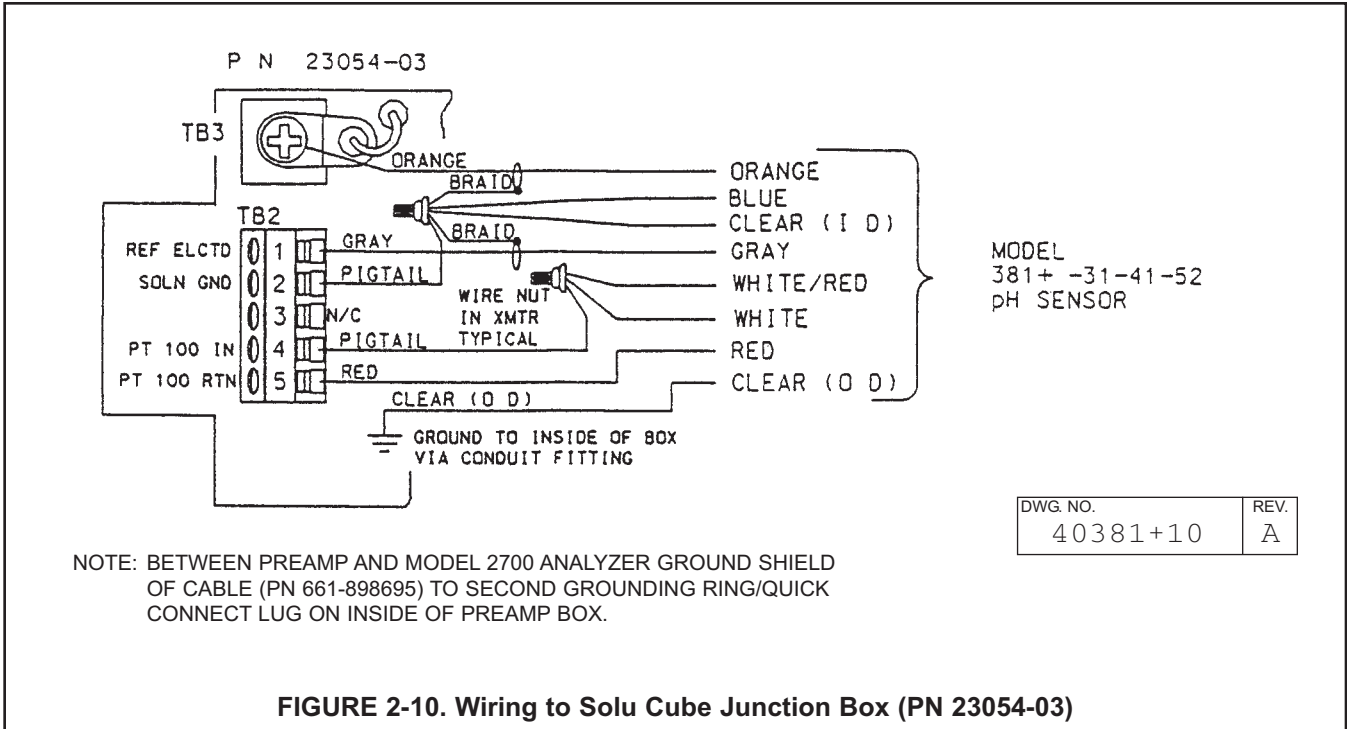 P N 23054-03
TB3
ORANGE
BRAID
ORANGE
BLUE
CLEAR (I D)
BRAID
TB2
REF ELCTD 1 GRAY
GRAY
SOLN GND 2 PIGTAIL
WHITE/RED
3 N/C
WIRE NUT
IN XMTR
TYPICAL
WHITE
PT 100 IN 4 PIGTAIL
RED
PT 100 RTN 5 RED
CLEAR (O D)
CLEAR (O D)
MODEL
381+ -31-41-52
pH SENSOR
GROUND TO INSIDE OF BOX
VIA CONDUIT FITTING
DWG. NO. REV.
40381+10 A
NOTE: BETWEEN PREAMP AND MODEL 2700 ANALYZER GROUND SHIELD
OF CABLE (PN 661-898695) TO SECOND GROUNDING RING/QUICK
CONNECT LUG ON INSIDE OF PREAMP BOX.
FIGURE 2-10. Wiring to Solu Cube Junction Box (PN 23054-03)